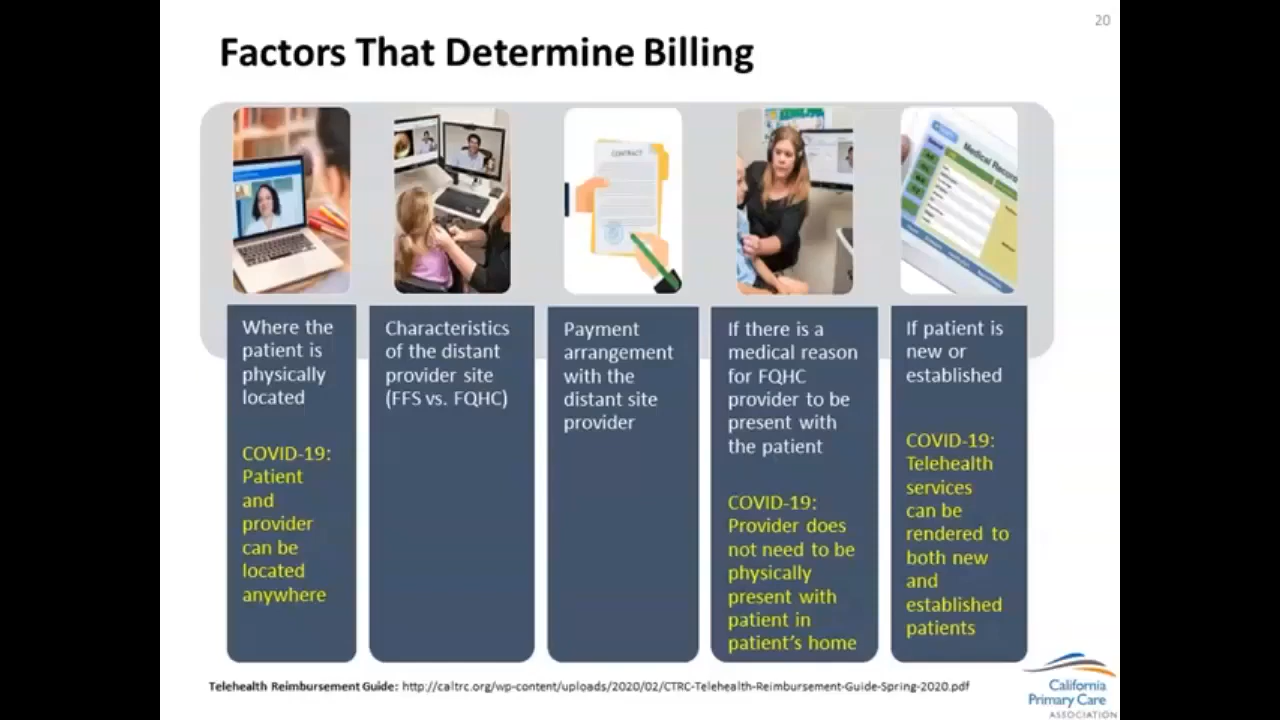 20
Factors That Determine Billing
CONTRACT
Medical Record
Where the
patient is
physically
located
COVID-19:
Patient
and
provider
can be
located
anywhere
Characteristics
of the distant
provider site
(FFS vs. FQHC)
Payment
arrangement
with the
distant site
provider
If there is a
medical reason
for FQHC
provider to be
present with
the patient
COVID-19:
Provider does
not need to be
physically
present with
patient in
patient's home
If patient is
new or
established
COVID-19:
Telehealth
services
can be
rendered to
both new
and
established
patients
Telehealth Reimbursement Guide: http://caltrc.org/wp-content/uploads/2020/02/CTRC-Telehealth-Reimbursement-Guide-Spring-2020.pdf
California
Primary Care
ASSOCIATION